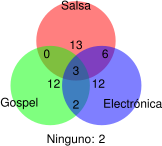 Salsa
13
0 6
3
12 12
Gospel 2 Electrónica
Ninguno: 2